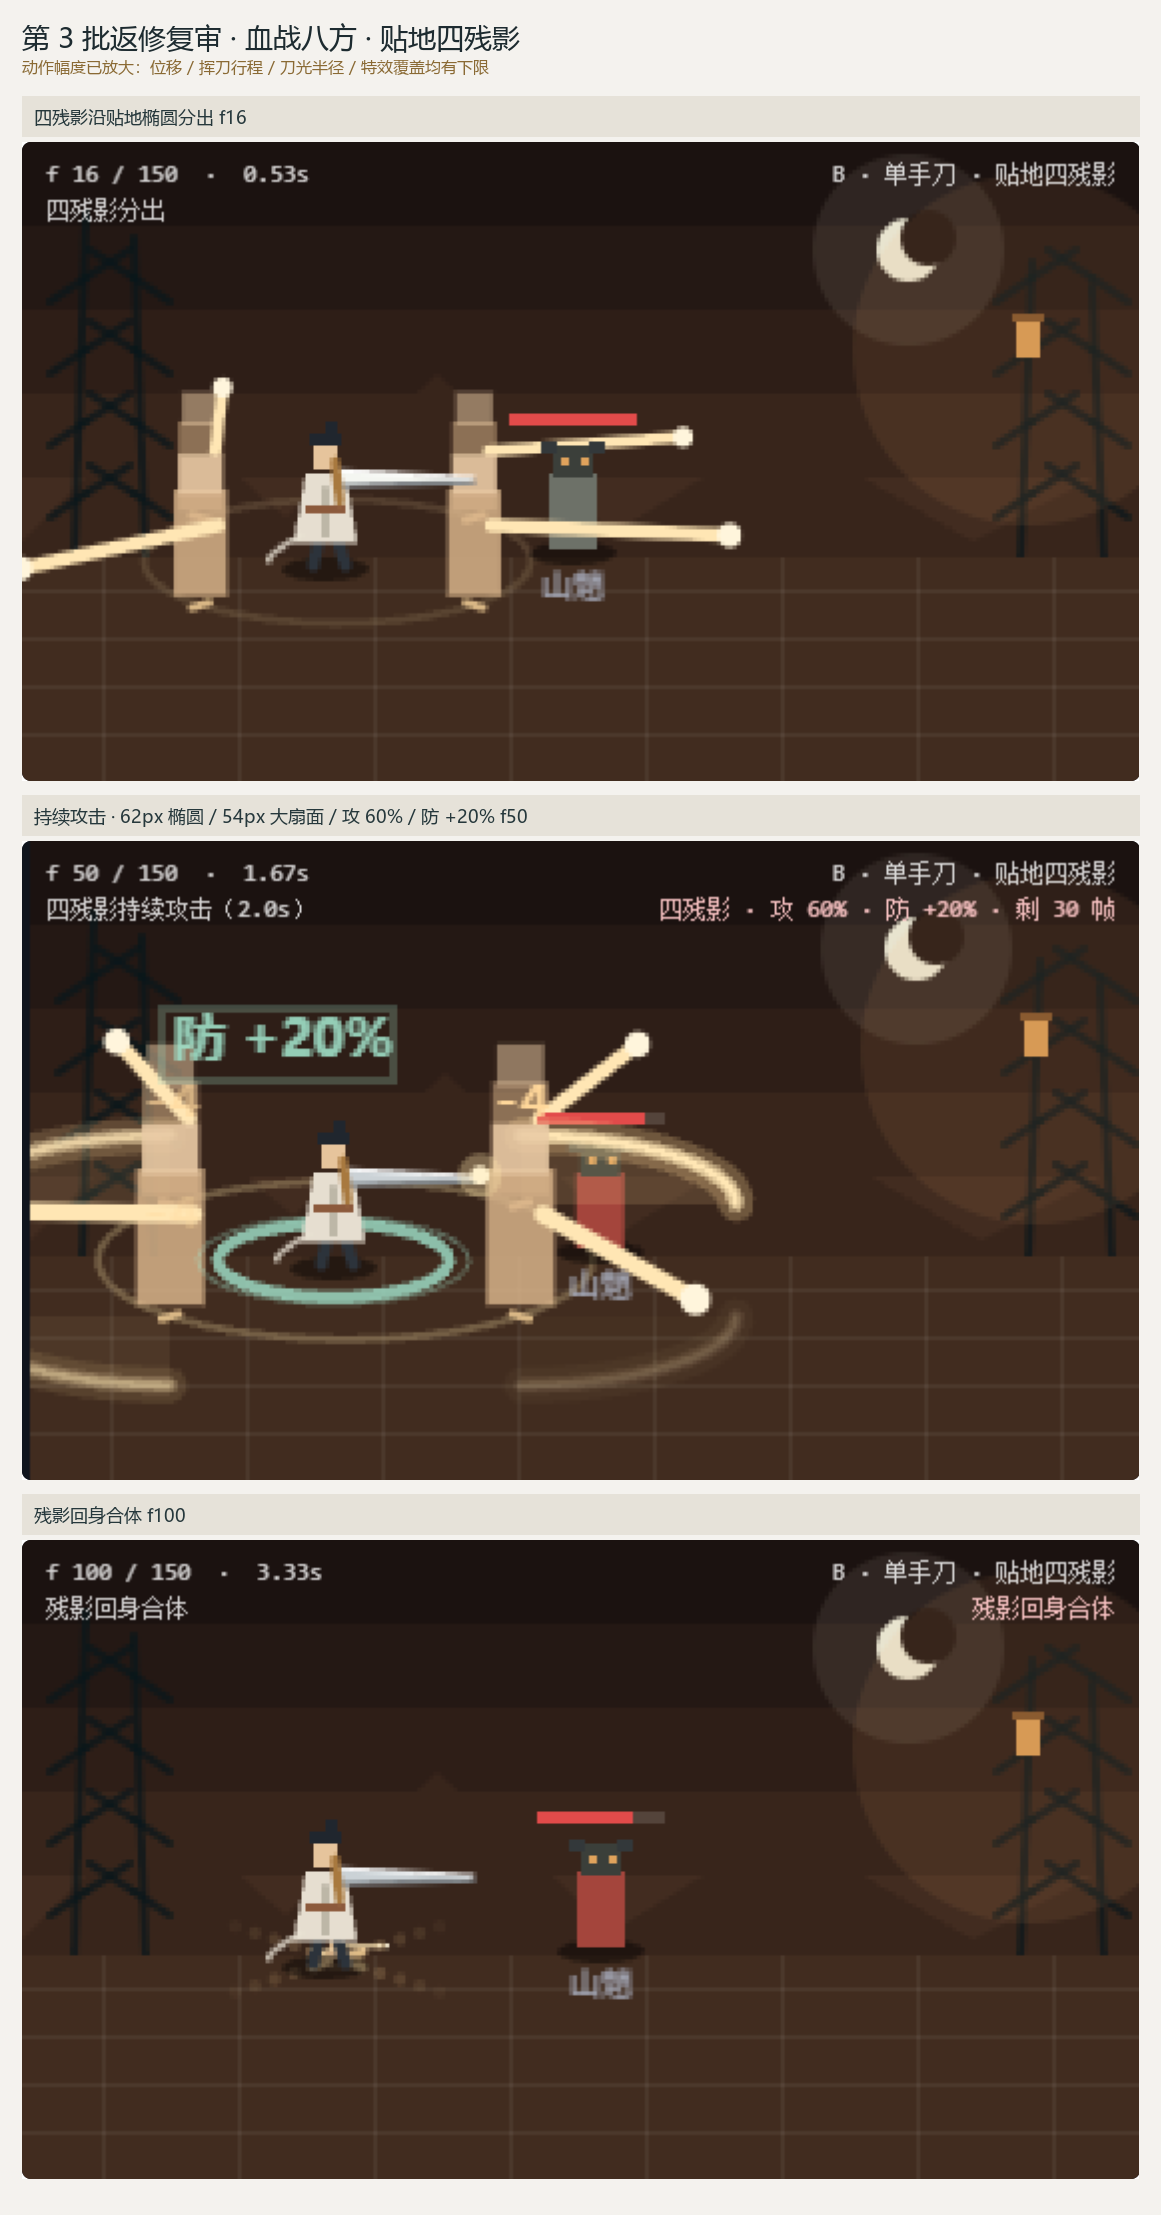 第 3 批返修复审 · 血战八方 · 贴地四残影
动作幅度已放大：位移 / 挥刀行程 / 刀光半径 / 特效覆盖均有下限
四残影沿贴地椭圆分出 f16
f 16 / 150 · 0.53s
B · 单手刀 · 贴地四残影
四残影分出
山魈
持续攻击 · 62px 椭圆 / 54px 大扇面 / 攻 60% / 防 +20% f50
f 50 / 150 · 1.67s
B · 单手刀 · 贴地四残影
四残影持续攻击（2.0s）
四残影 · 攻 60% · 防 +20% · 剩 30 帧
防 +20%
-4
山魈
残影回身合体 f100
f 100 / 150 · 3.33s
B · 单手刀 · 贴地四残影
残影回身合体
残影回身合体
山魈